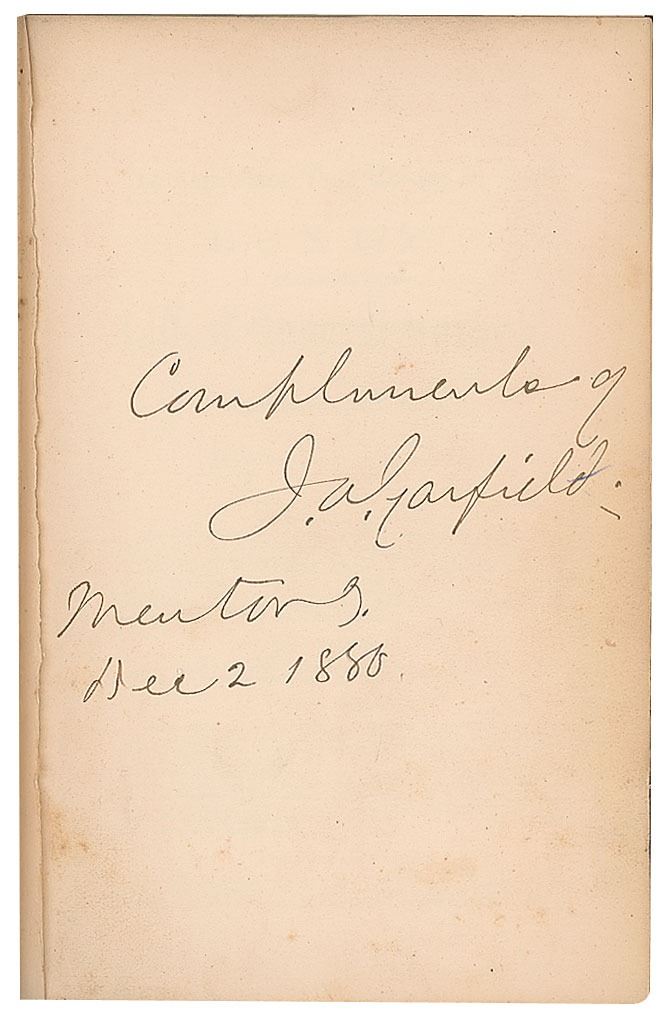 Compliments of
J. A. Garfield.
Mentor O.
Dec 2 1880.